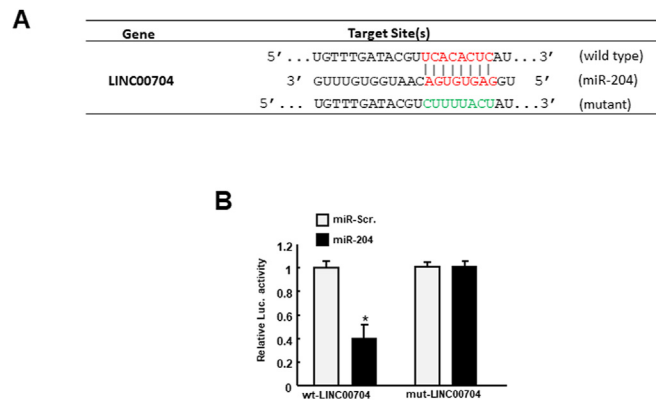 A
Gene Target Site(s)
5' ... UGTTTGATACGUUCACACUCAU...3' (wild type)
LINC00704 3' GUUUGUGGUAACAGUGUGAGGU 5' (miR-204)
5' ... UGTTTGATACGUCUUUUACUAU...3' (mutant)
B
miR-Scr.
miR-204
Relative Luc. activity
1.2
1
0.8
0.6
0.4
0.2
0
*
wt-LINC00704 mut-LINC00704